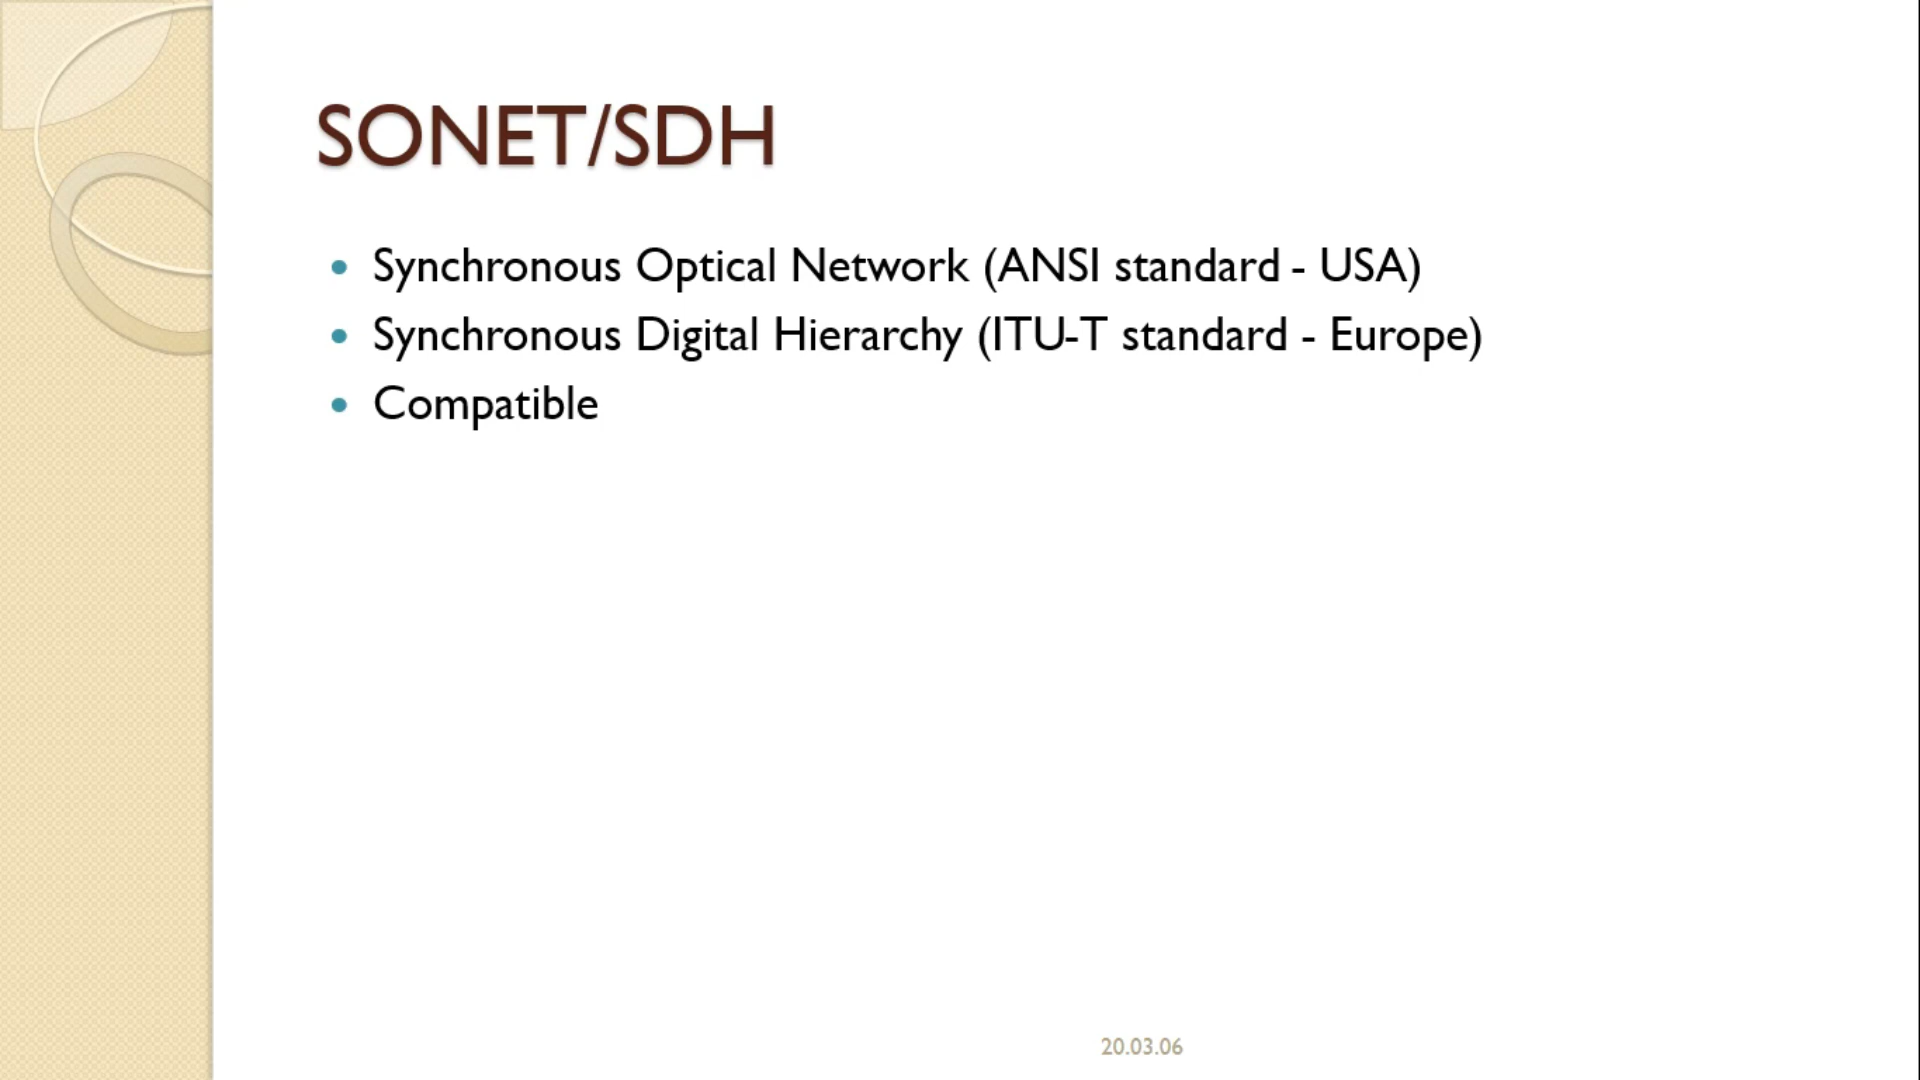 SONET/SDH
• Synchronous Optical Network (ANSI standard - USA)
• Synchronous Digital Hierarchy (ITU-T standard - Europe)
• Compatible
20.03.06